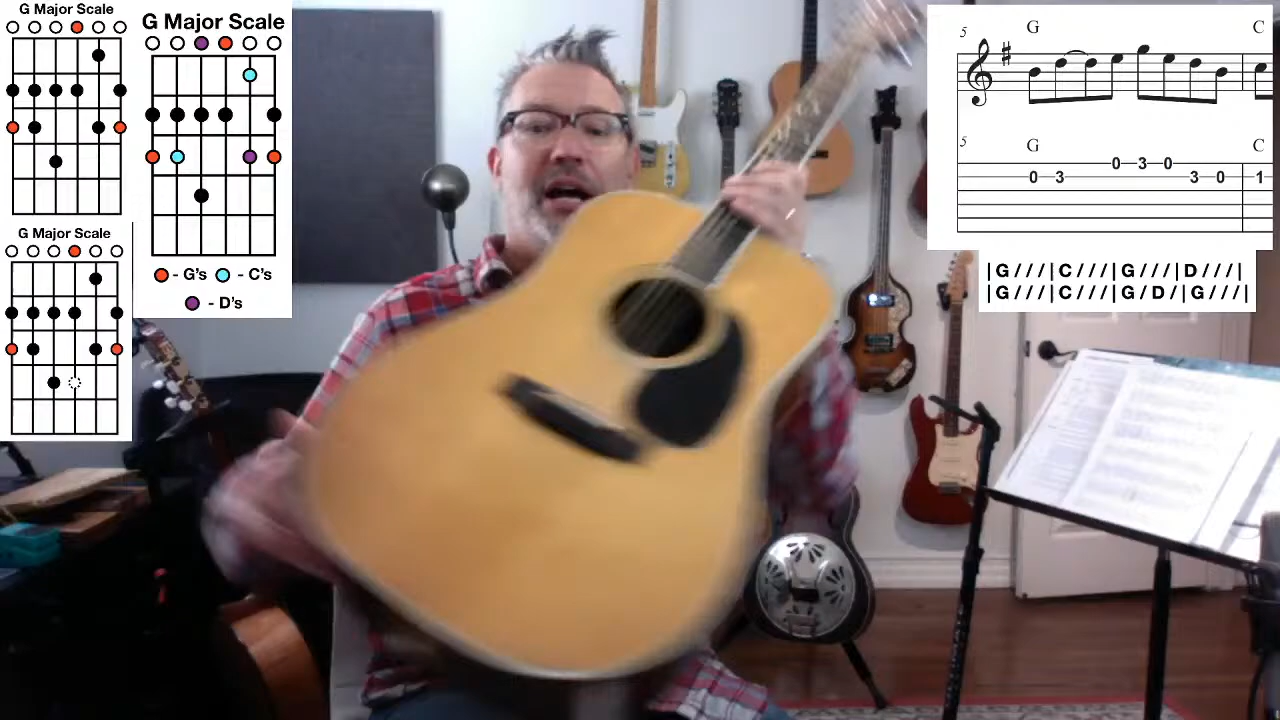 G Major Scale
G Major Scale
- G's - C's
- D's
G Major Scale
5 G C
5 G C
0 3 0
0 3 3 0 1
|G / / / |C / / / |G / / / |D / / / |
|G / / / |C / / / |G / D / |G / / / |